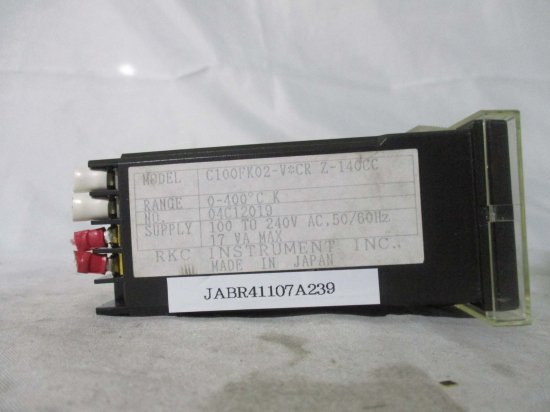 MODEL C100FK02-V*CR Z-140CC
RANGE 0-400°C K
NO. 04C12019
SUPPLY 100 TO 240V AC,50/60Hz
17 VA MAX
RKC INSTRUMENT INC.,
MADE IN JAPAN
JABR41107A239